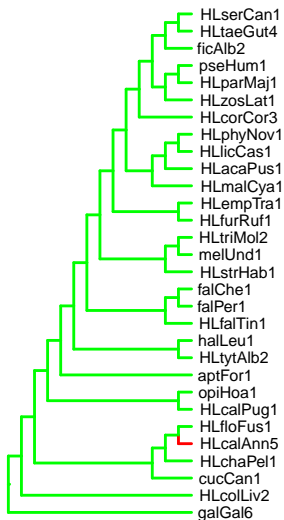 HLserCan1
HLtaeGut4
ficAlb2
pseHum1
HLparMaj1
HLzosLat1
HLcorCor3
HLphyNov1
HLlicCas1
HLacaPus1
HLmalCya1
HLempTra1
HLfurRuf1
HLtriMol2
melUnd1
HLstrHab1
falChe1
falPer1
HLfalTin1
halLeu1
HLtytAlb2
aptFor1
opiHoa1
HLcalPug1
HLfloFus1
HLcalAnn5
HLchaPel1
cucCan1
HLcolLiv2
galGal6